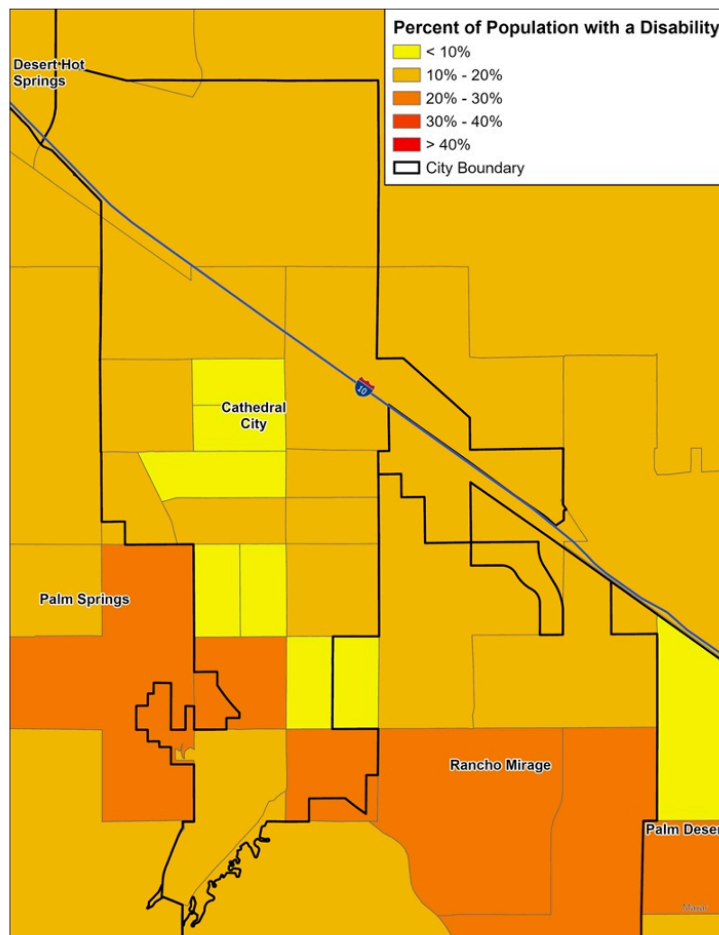 Percent of Population with a Disability
< 10%
10% - 20%
20% - 30%
30% - 40%
> 40%
City Boundary
Desert Hot
Springs
10
Cathedral
City
Palm Springs
Rancho Mirage
Palm Deser